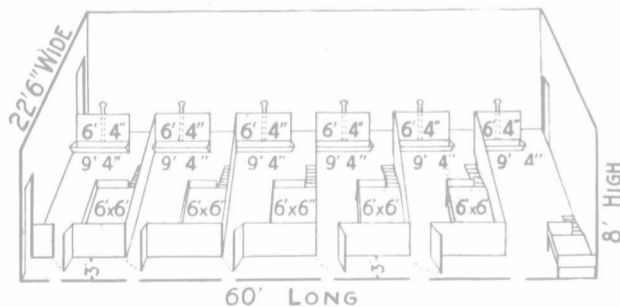 22'6" WIDE
6' 4" 6' 4" 6' 4" 6' 4" 6' 4" 6' 4"
9' 4" 9' 4" 9' 4" 9' 4" 9' 4" 9' 4"
6'x6' 6'x6" 6'x6" 6'x6' 6'x6'
8' HIGH
3' 3'
60' LONG